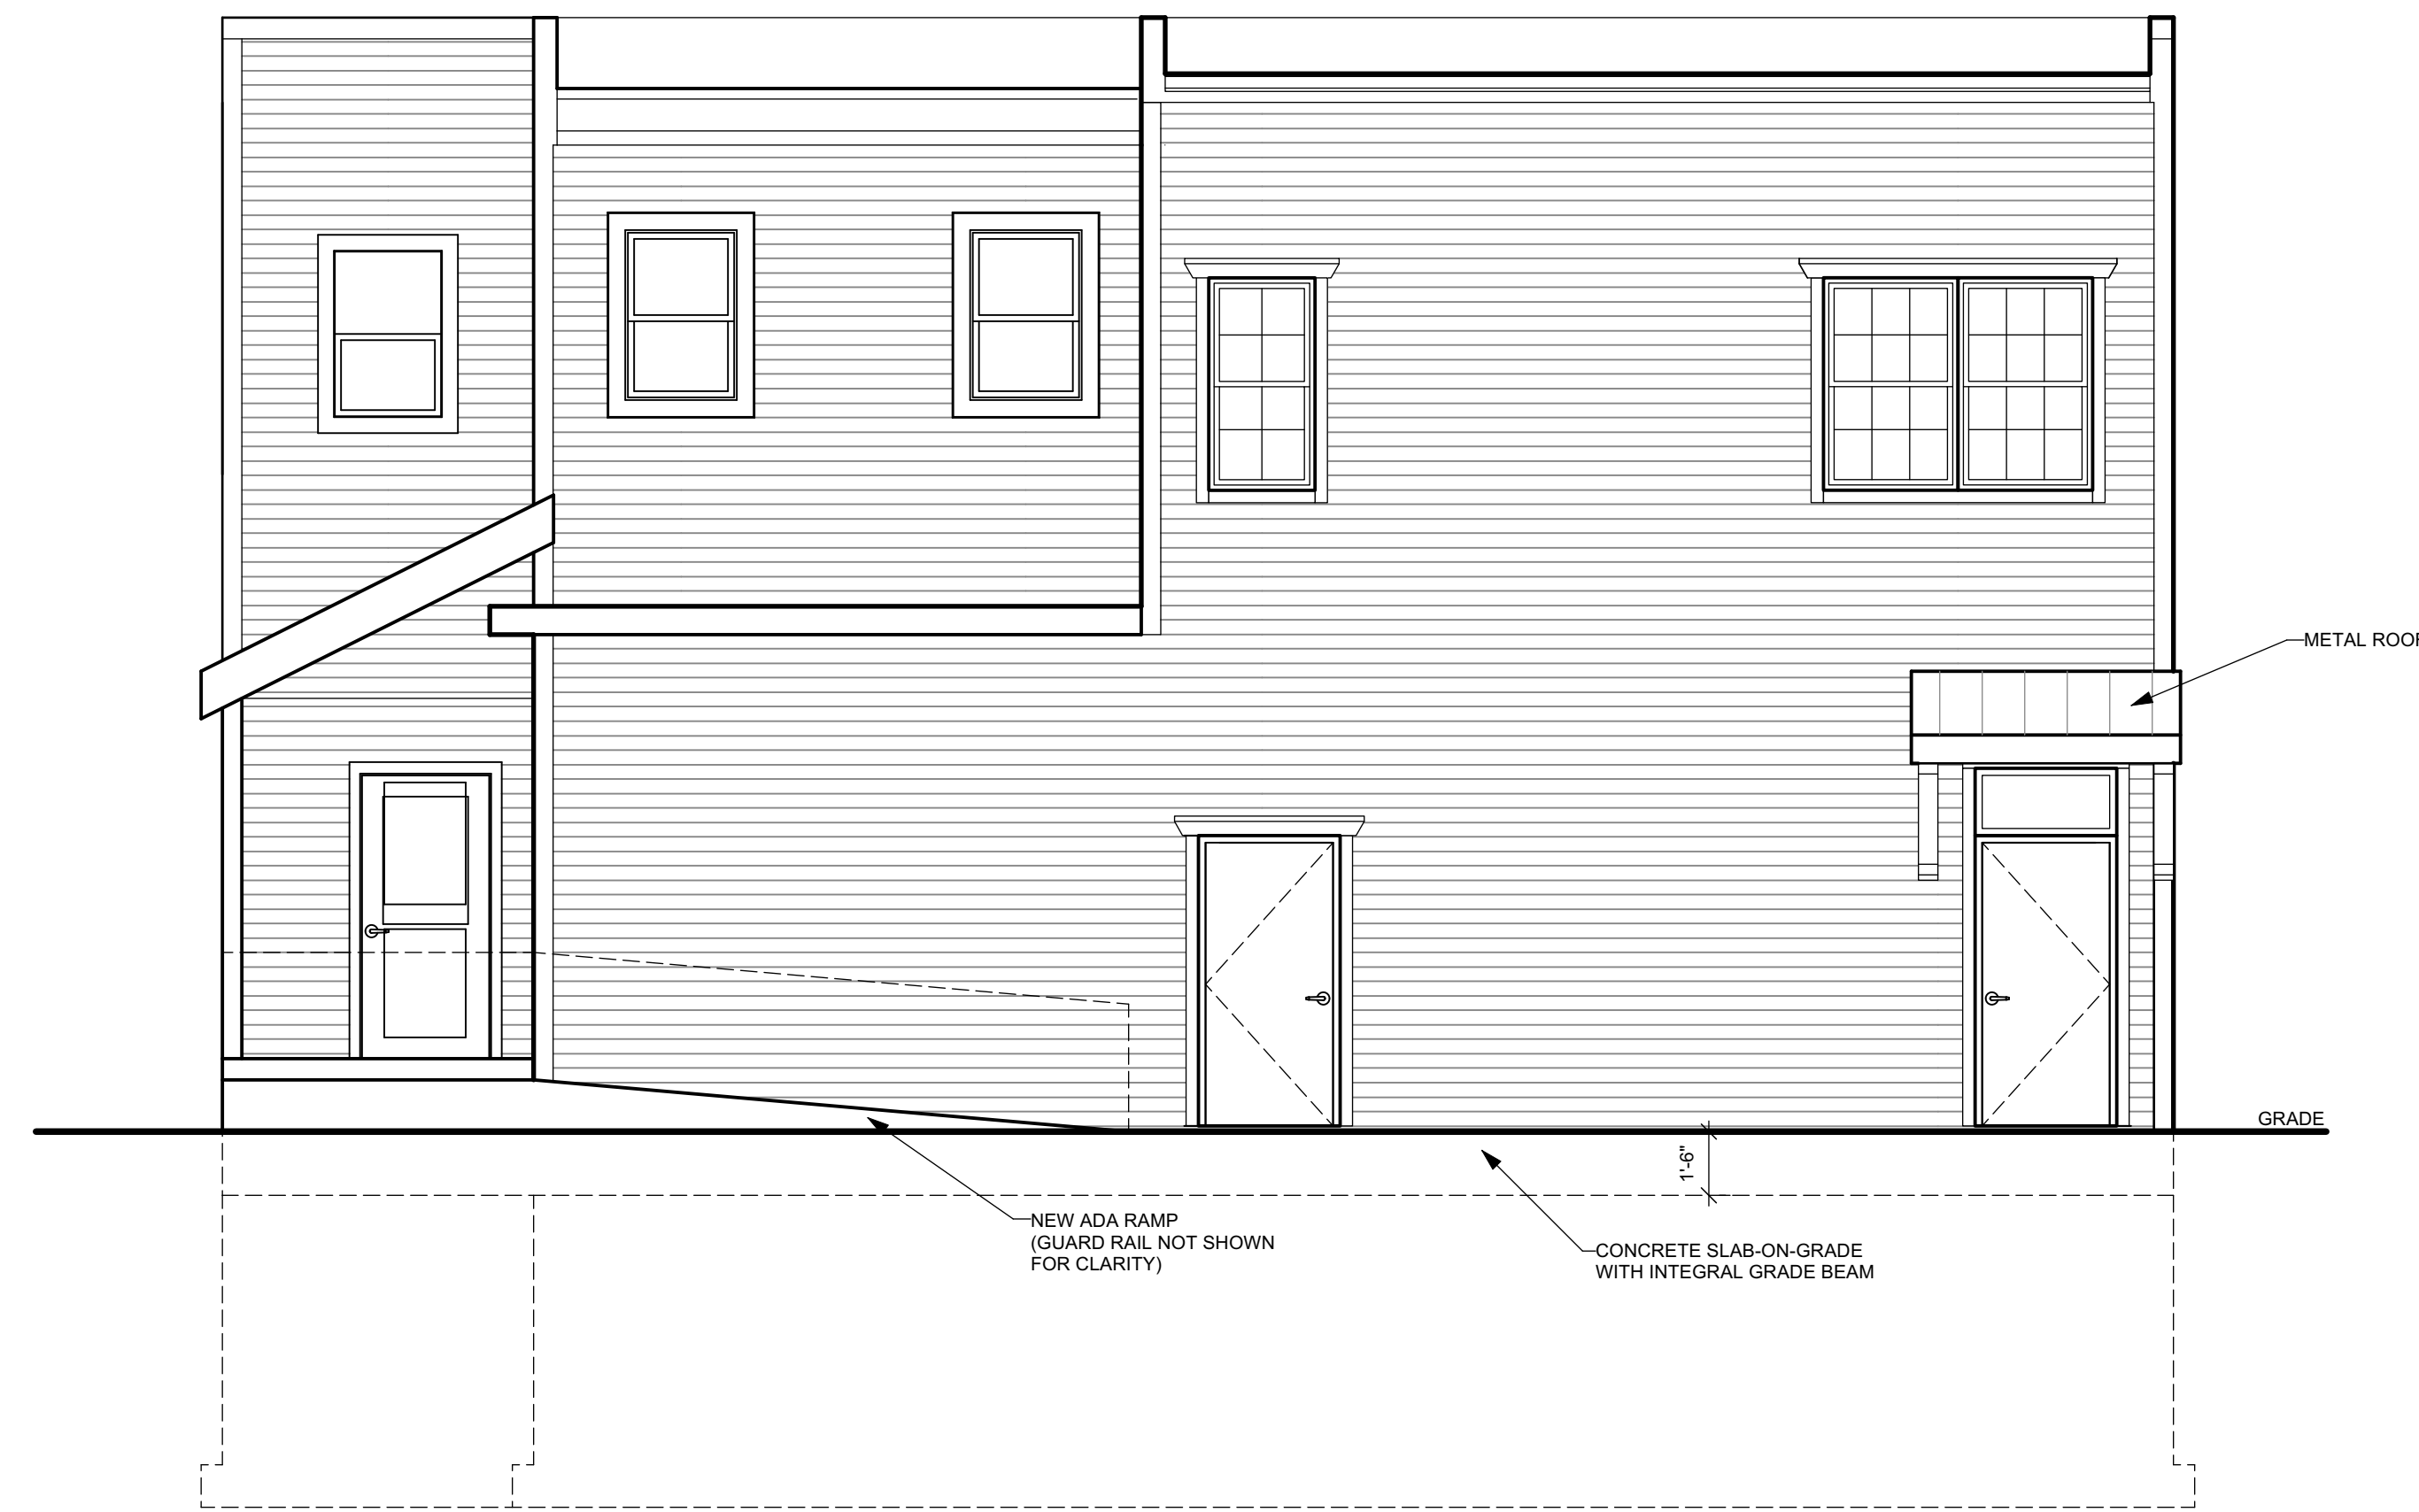 METAL ROOF
GRADE
1'-6"
NEW ADA RAMP
(GUARD RAIL NOT SHOWN
FOR CLARITY)
CONCRETE SLAB-ON-GRADE
WITH INTEGRAL GRADE BEAM